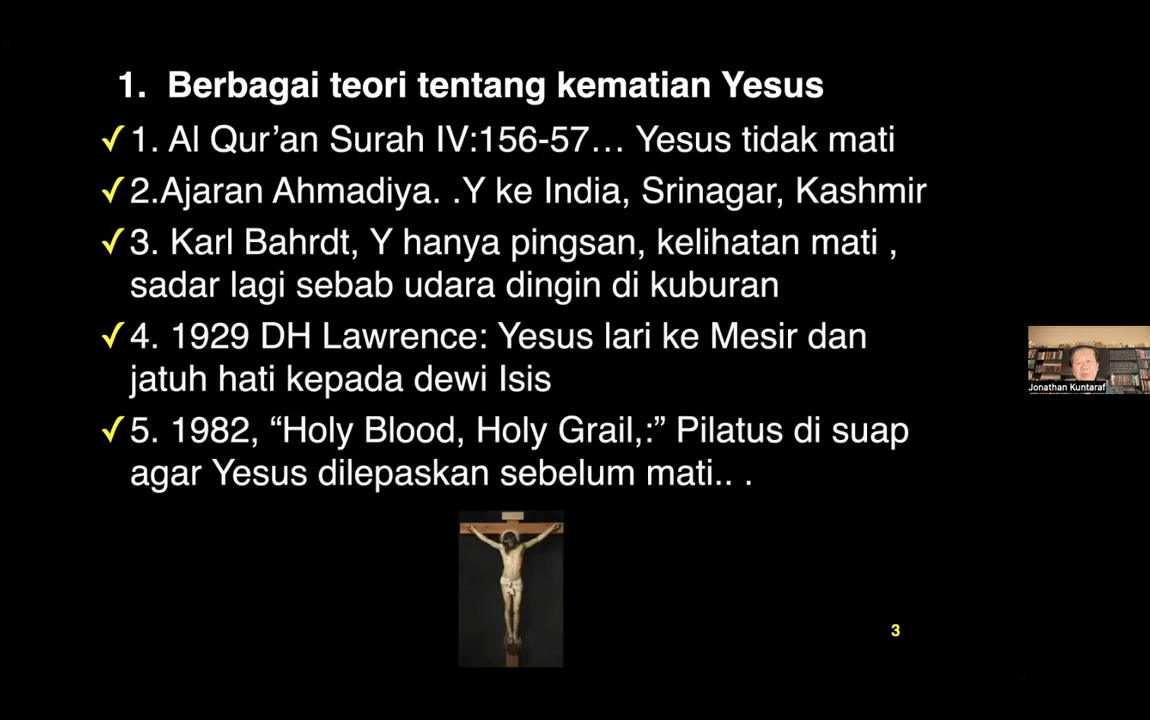 1. Berbagai teori tentang kematian Yesus
✓1. Al Qur’an Surah IV:156-57… Yesus tidak mati
✓2.Ajaran Ahmadiya. .Y ke India, Srinagar, Kashmir
✓3. Karl Bahrdt, Y hanya pingsan, kelihatan mati ,
sadar lagi sebab udara dingin di kuburan
✓4. 1929 DH Lawrence: Yesus lari ke Mesir dan
jatuh hati kepada dewi Isis
✓5. 1982, “Holy Blood, Holy Grail,:” Pilatus di suap
agar Yesus dilepaskan sebelum mati.. .
Jonathan Kuntaraf
3